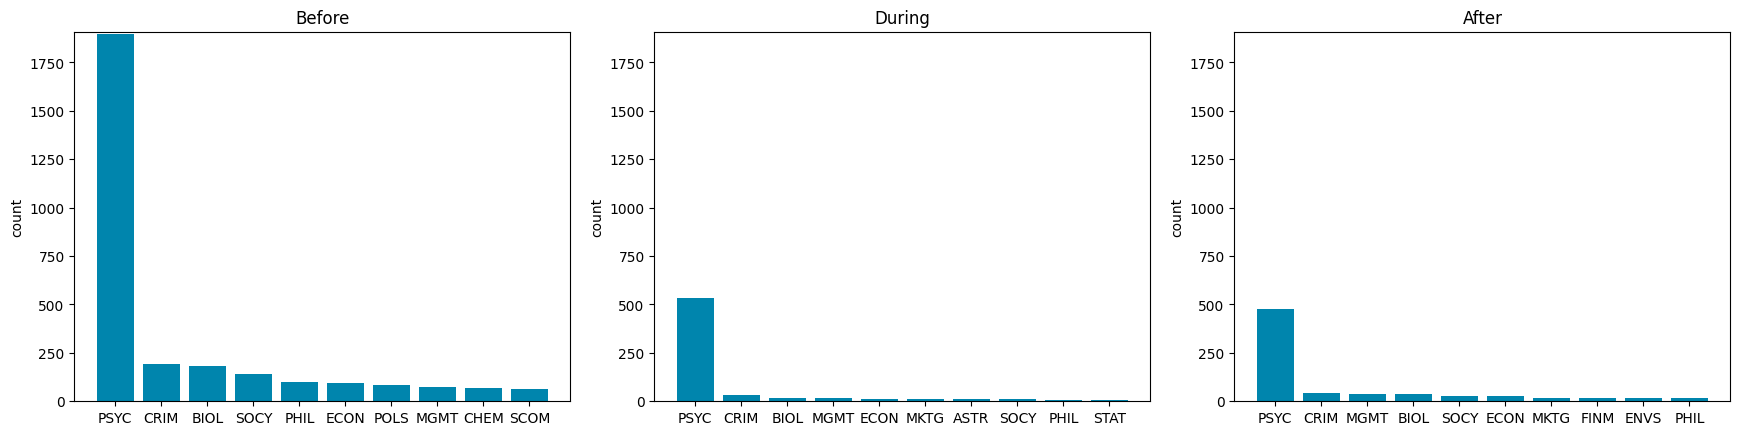 Before
During
After
count
1750
1500
1250
1000
750
500
250
0
PSYC CRIM BIOL SOCY PHIL ECON POLS MGMT CHEM SCOM
count
1750
1500
1250
1000
750
500
250
0
PSYC CRIM BIOL MGMT ECON MKTG ASTR SOCY PHIL STAT
count
1750
1500
1250
1000
750
500
250
0
PSYC CRIM MGMT BIOL SOCY ECON MKTG FINM ENVS PHIL